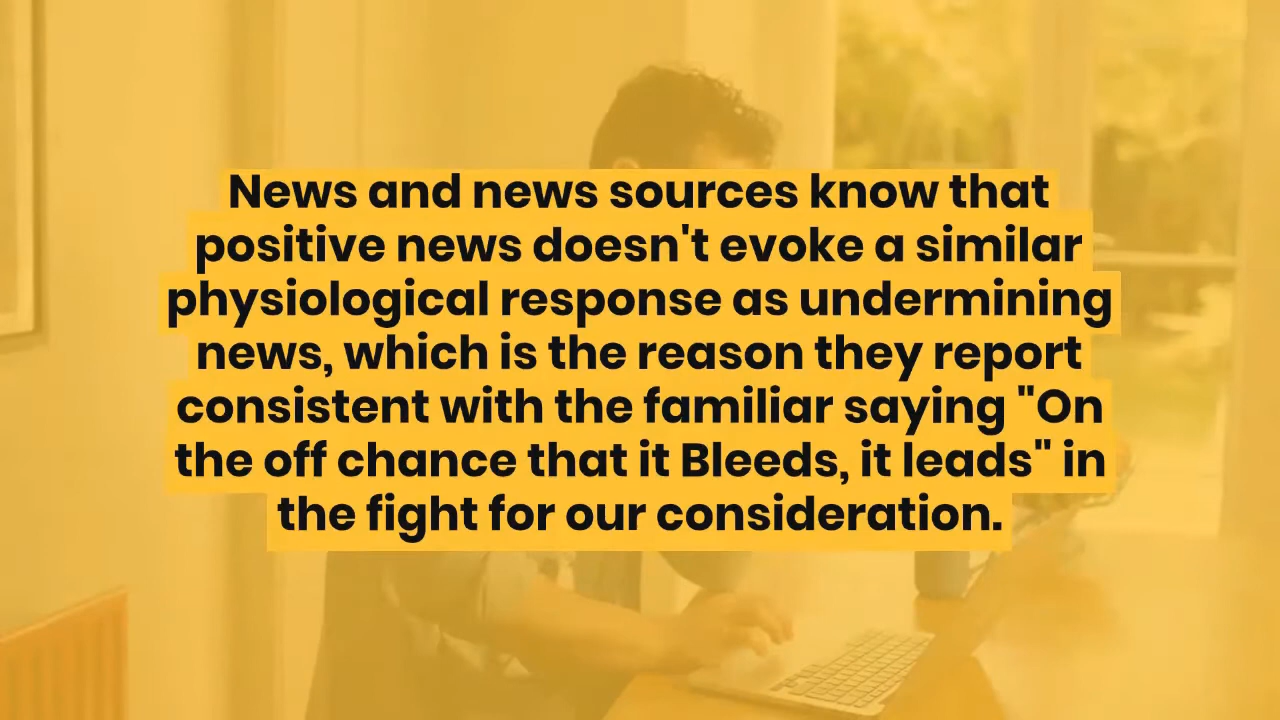 News and news sources know that
positive news doesn't evoke a similar
physiological response as undermining
news, which is the reason they report
consistent with the familiar saying "On
the off chance that it Bleeds, it leads" in
the fight for our consideration.